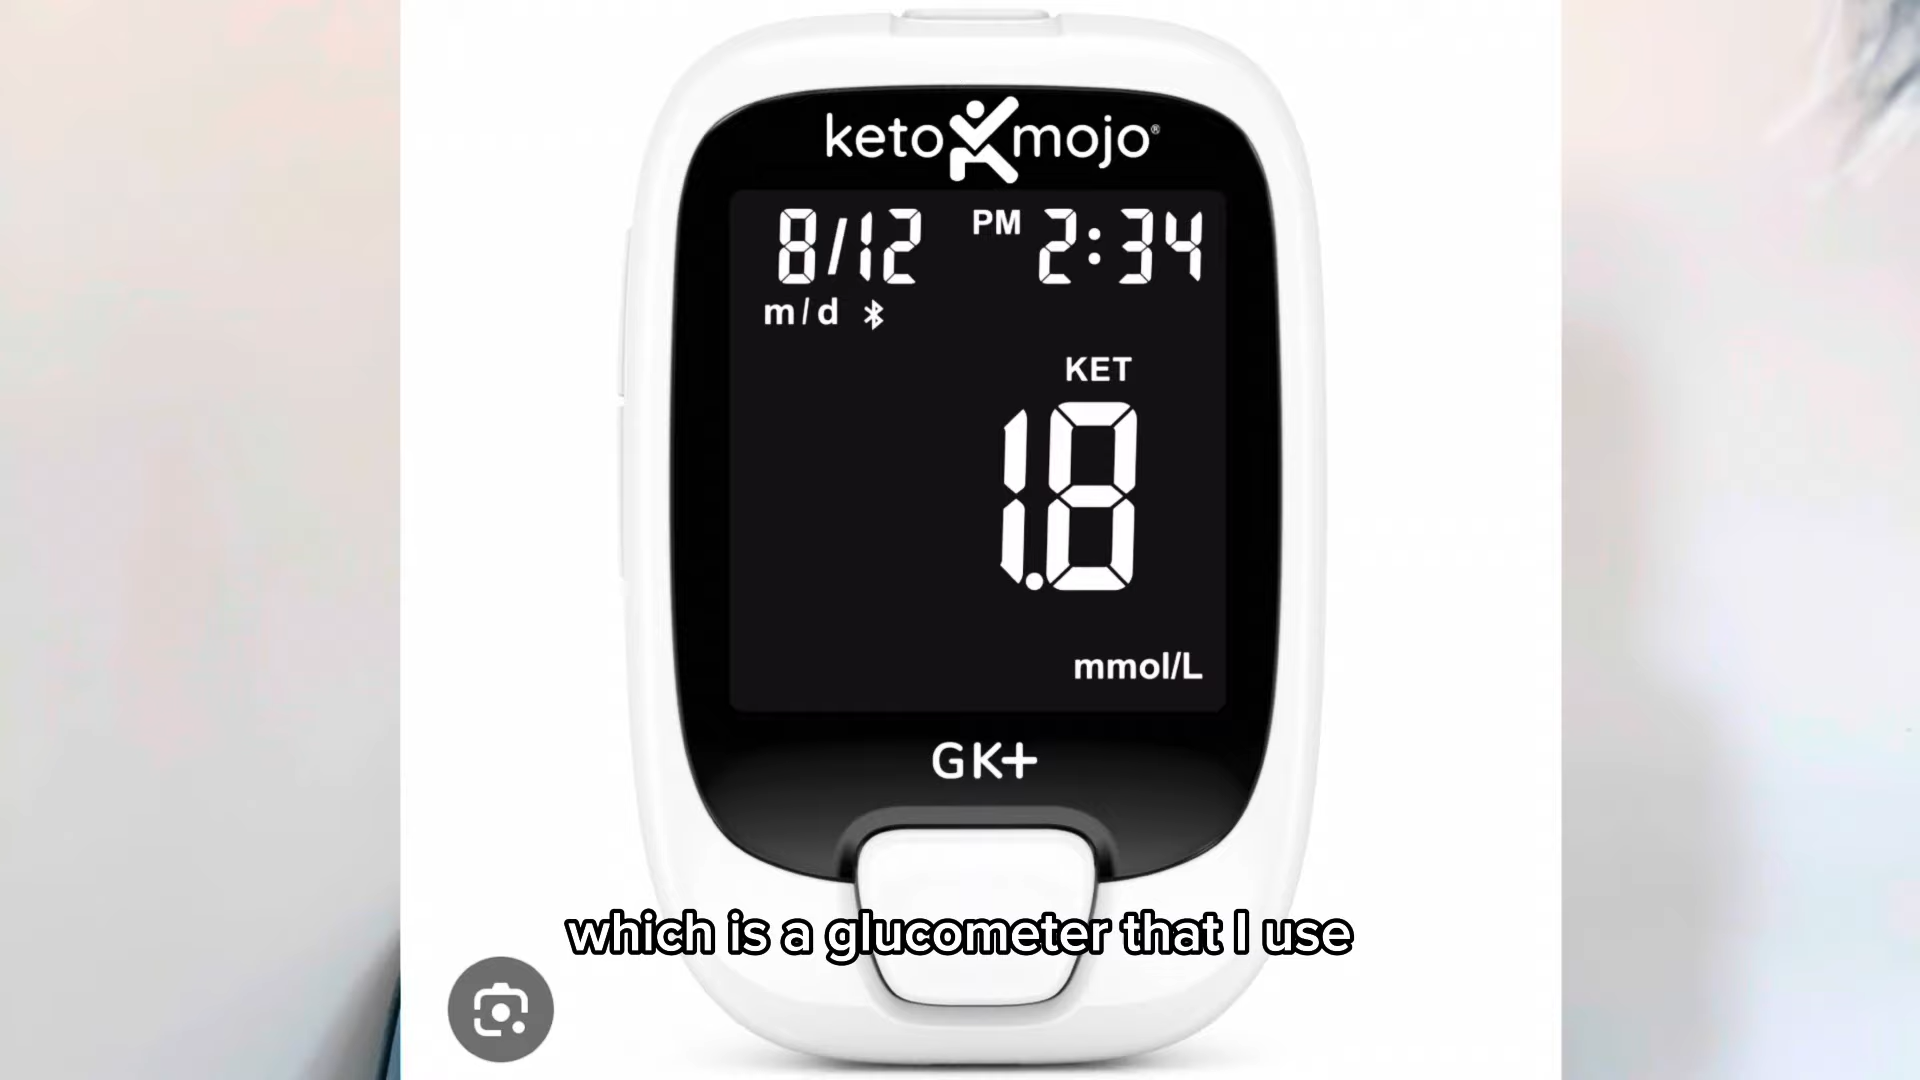 keto mojo®
8/12 PM 2:34
m/d
KET
1.8
mmol/L
GK+
which is a glucometer that I use